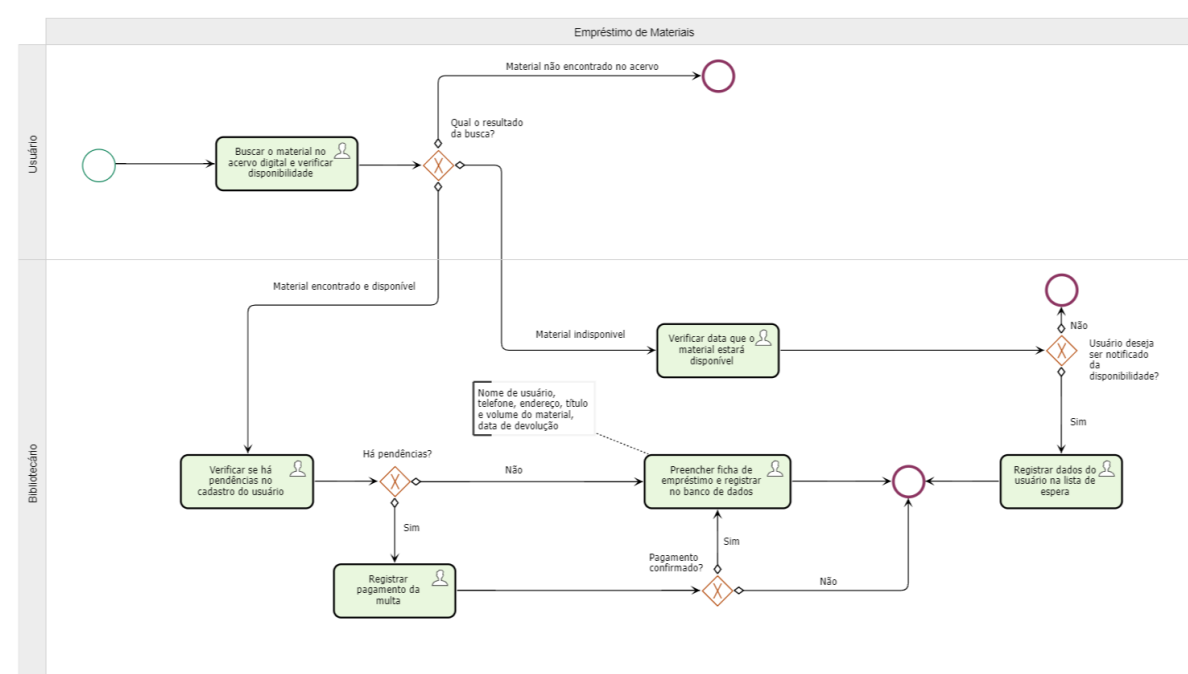 Empréstimo de Materiais
Usuário
Material não encontrado no acervo
Qual o resultado
da busca?
Buscar o material no
acervo digital e verificar
disponibilidade
Bibliotecário
Material encontrado e disponível
Material indisponivel
Verificar data que o
material estará
disponível
Não
Usuário deseja
ser notificado
da
disponibilidade?
Sim
Nome de usuário,
telefone, endereço, título
e volume do material,
data de devolução
Há pendências?
Verificar se há
pendências no
cadastro do usuário
Não
Preencher ficha de
empréstimo e registrar
no banco de dados
Registrar dados do
usuário na lista de
espera
Sim
Sim
Pagamento
confirmado?
Registrar
pagamento da
multa
Não